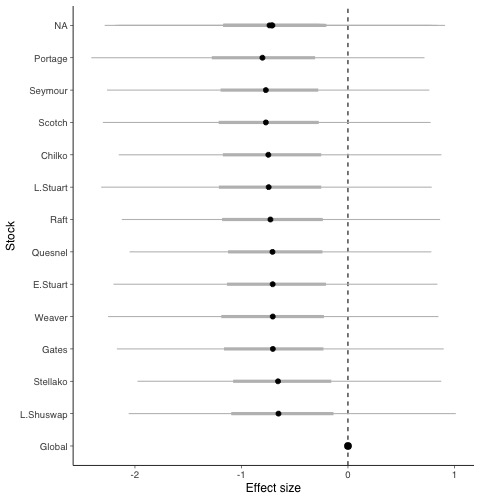 NA
Portage
Seymour
Scotch
Chilko
L.Stuart
Raft
Quesnel
E.Stuart
Weaver
Gates
Stellako
L.Shuswap
Global
Stock
-2
-1
0
1
Effect size